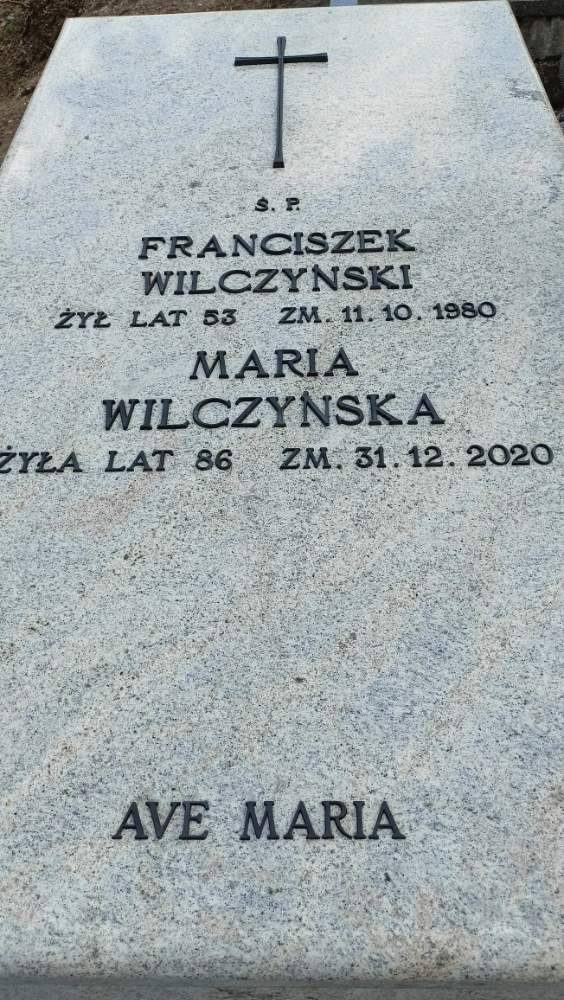 Ś. P.
FRANCISZEK
WILCZYŃSKI
ŻYŁ LAT 53 ZM. 11. 10. 1980
MARIA
WILCZYŃSKA
ŻYŁA LAT 86 ZM. 31. 12. 2020
AVE MARIA